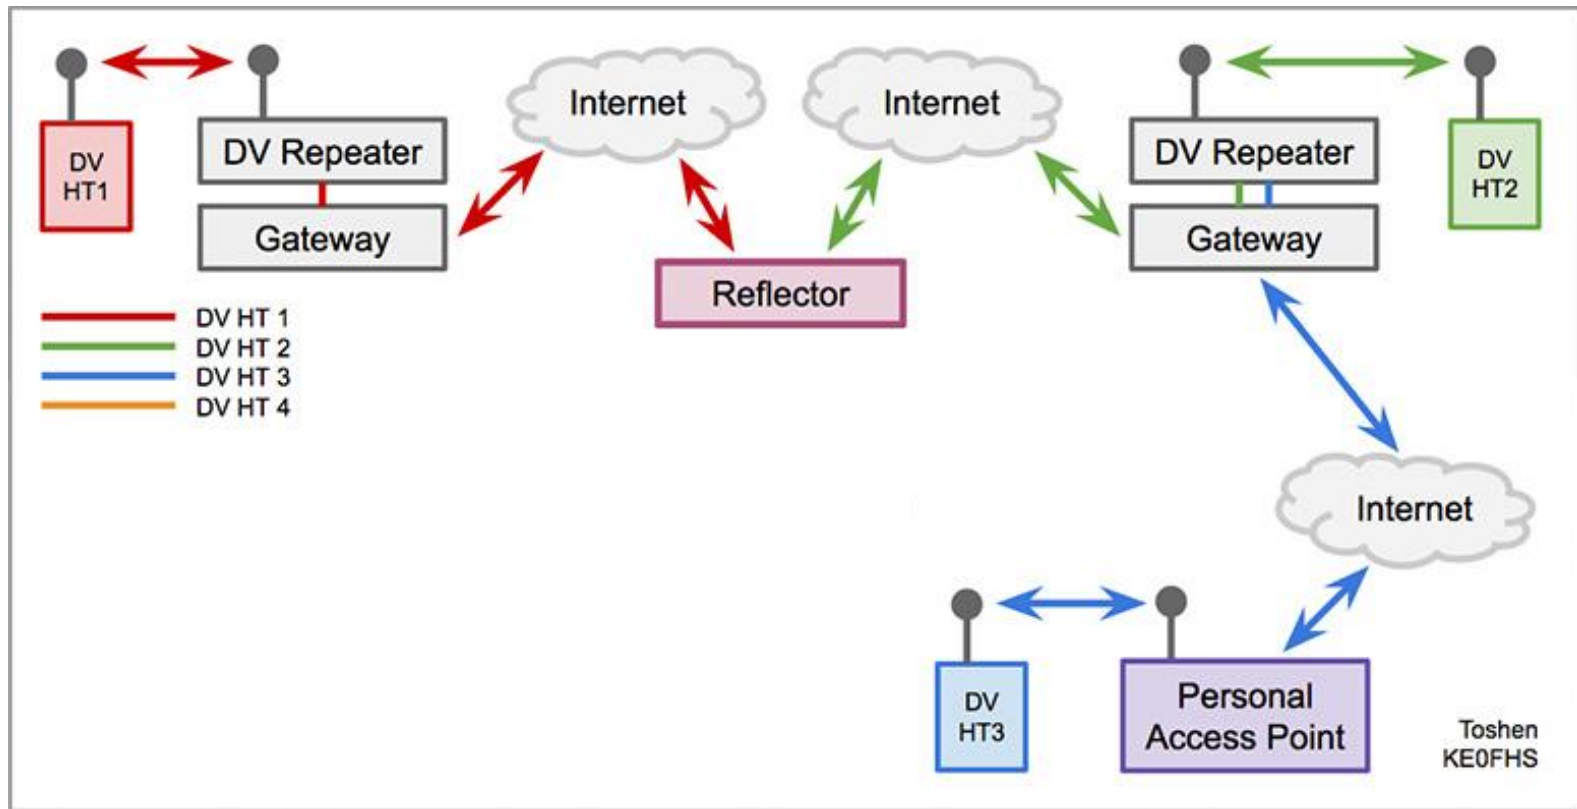 DV
HT1
DV Repeater
Gateway
Internet
Internet
Reflector
DV Repeater
Gateway
DV
HT2
DV HT 1
DV HT 2
DV HT 3
DV HT 4
Internet
DV
HT3
Personal
Access Point
Toshen
KE0FHS